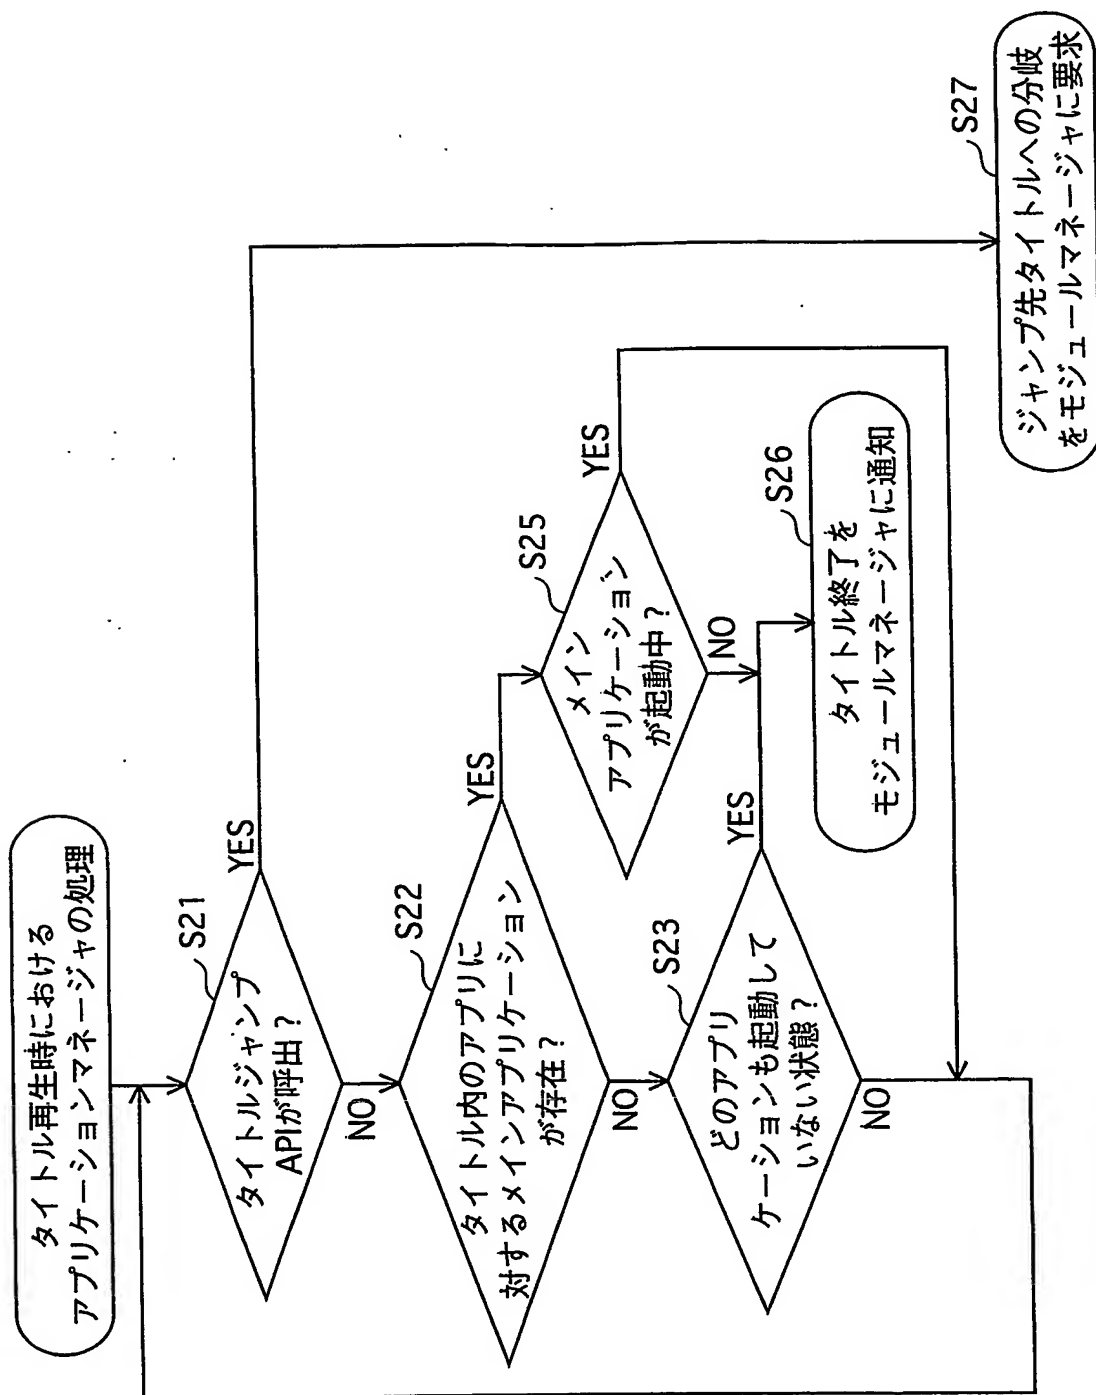 タイトル再生時における
アプリケーションマネージャの処理
S21
タイトルジャンプ
APIが呼出？
YES
NO
S22
タイトル内のアプリに
対するメインアプリケーション
が存在？
YES
NO
S25
メイン
アプリケーション
が起動中？
YES
NO
S23
どのアプリ
ケーションも起動して
いない状態？
YES
NO
S26
タイトル終了を
モジュールマネージャに通知
S27
ジャンプ先タイトルへの分岐
をモジュールマネージャに要求